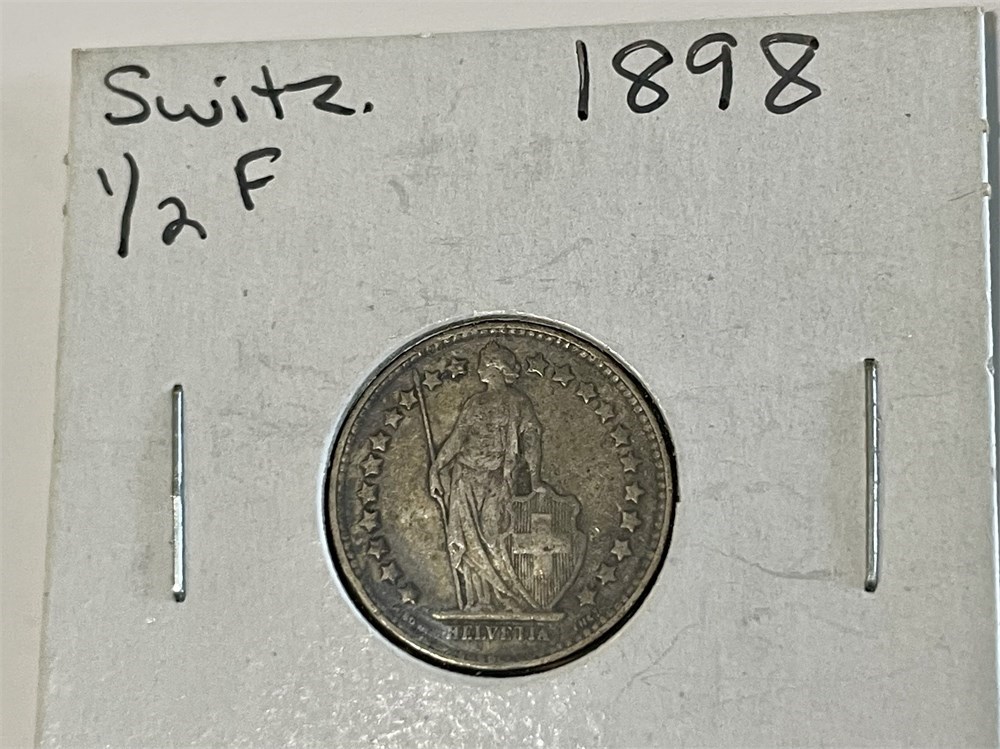 Switz. 1898
1/2 F
HELVETIA